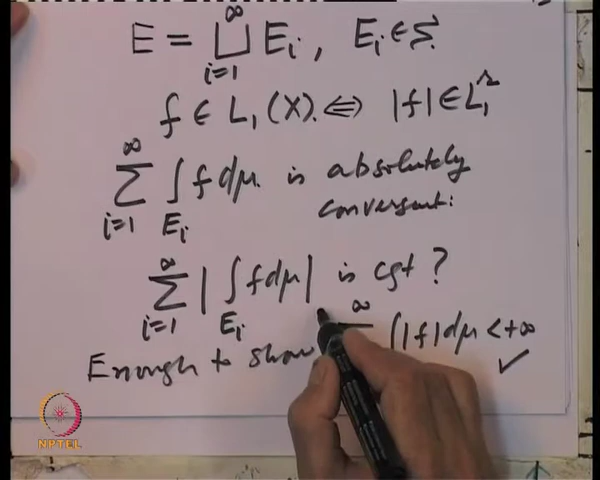 E = ⨆_{i=1}^{∞} E_i , E_i ∈ S.
f ∈ L_1(X). ⇔ |f| ∈ L_1
∑_{i=1}^{∞} ∫_{E_i} f dμ. is absolutely
convergent:
∑_{i=1}^{∞} | ∫_{E_i} f dμ | is cgt ?
Enough to show ∞ ∫ |f| dμ < +∞ ✓
NPTEL